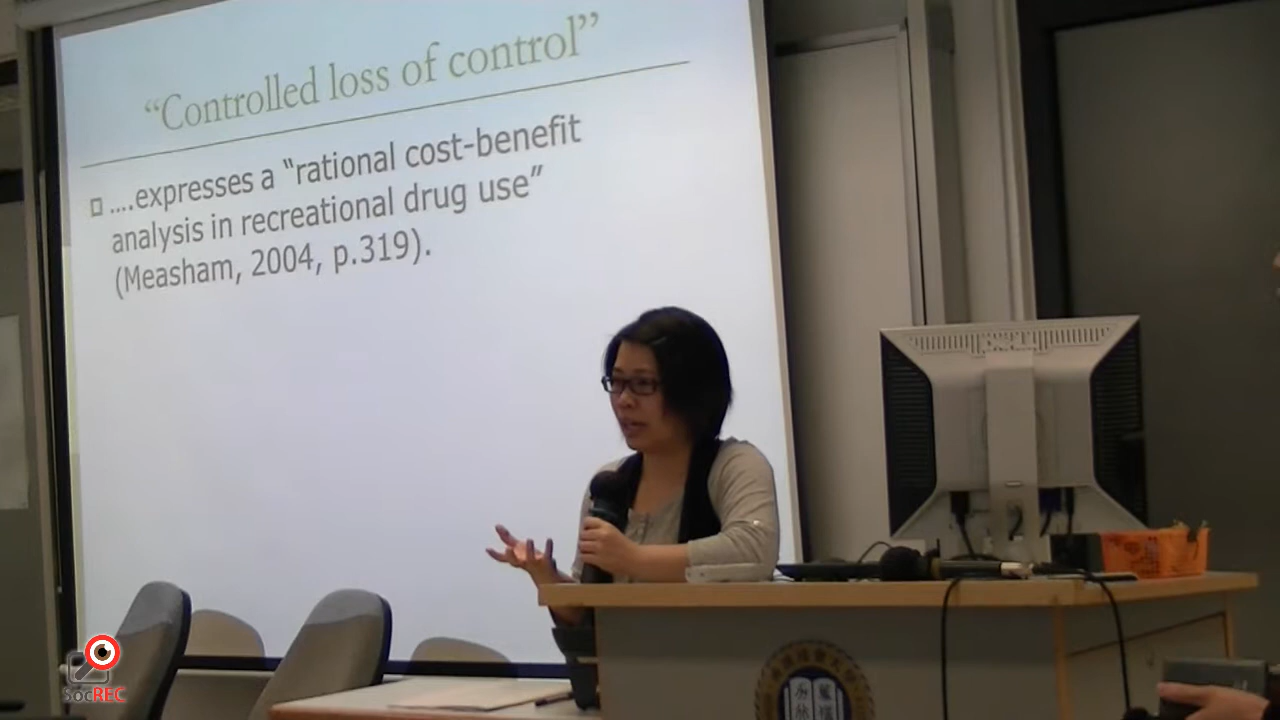 “Controlled loss of control”
….expresses a “rational cost-benefit
analysis in recreational drug use”
(Measham, 2004, p.319).
SocREC